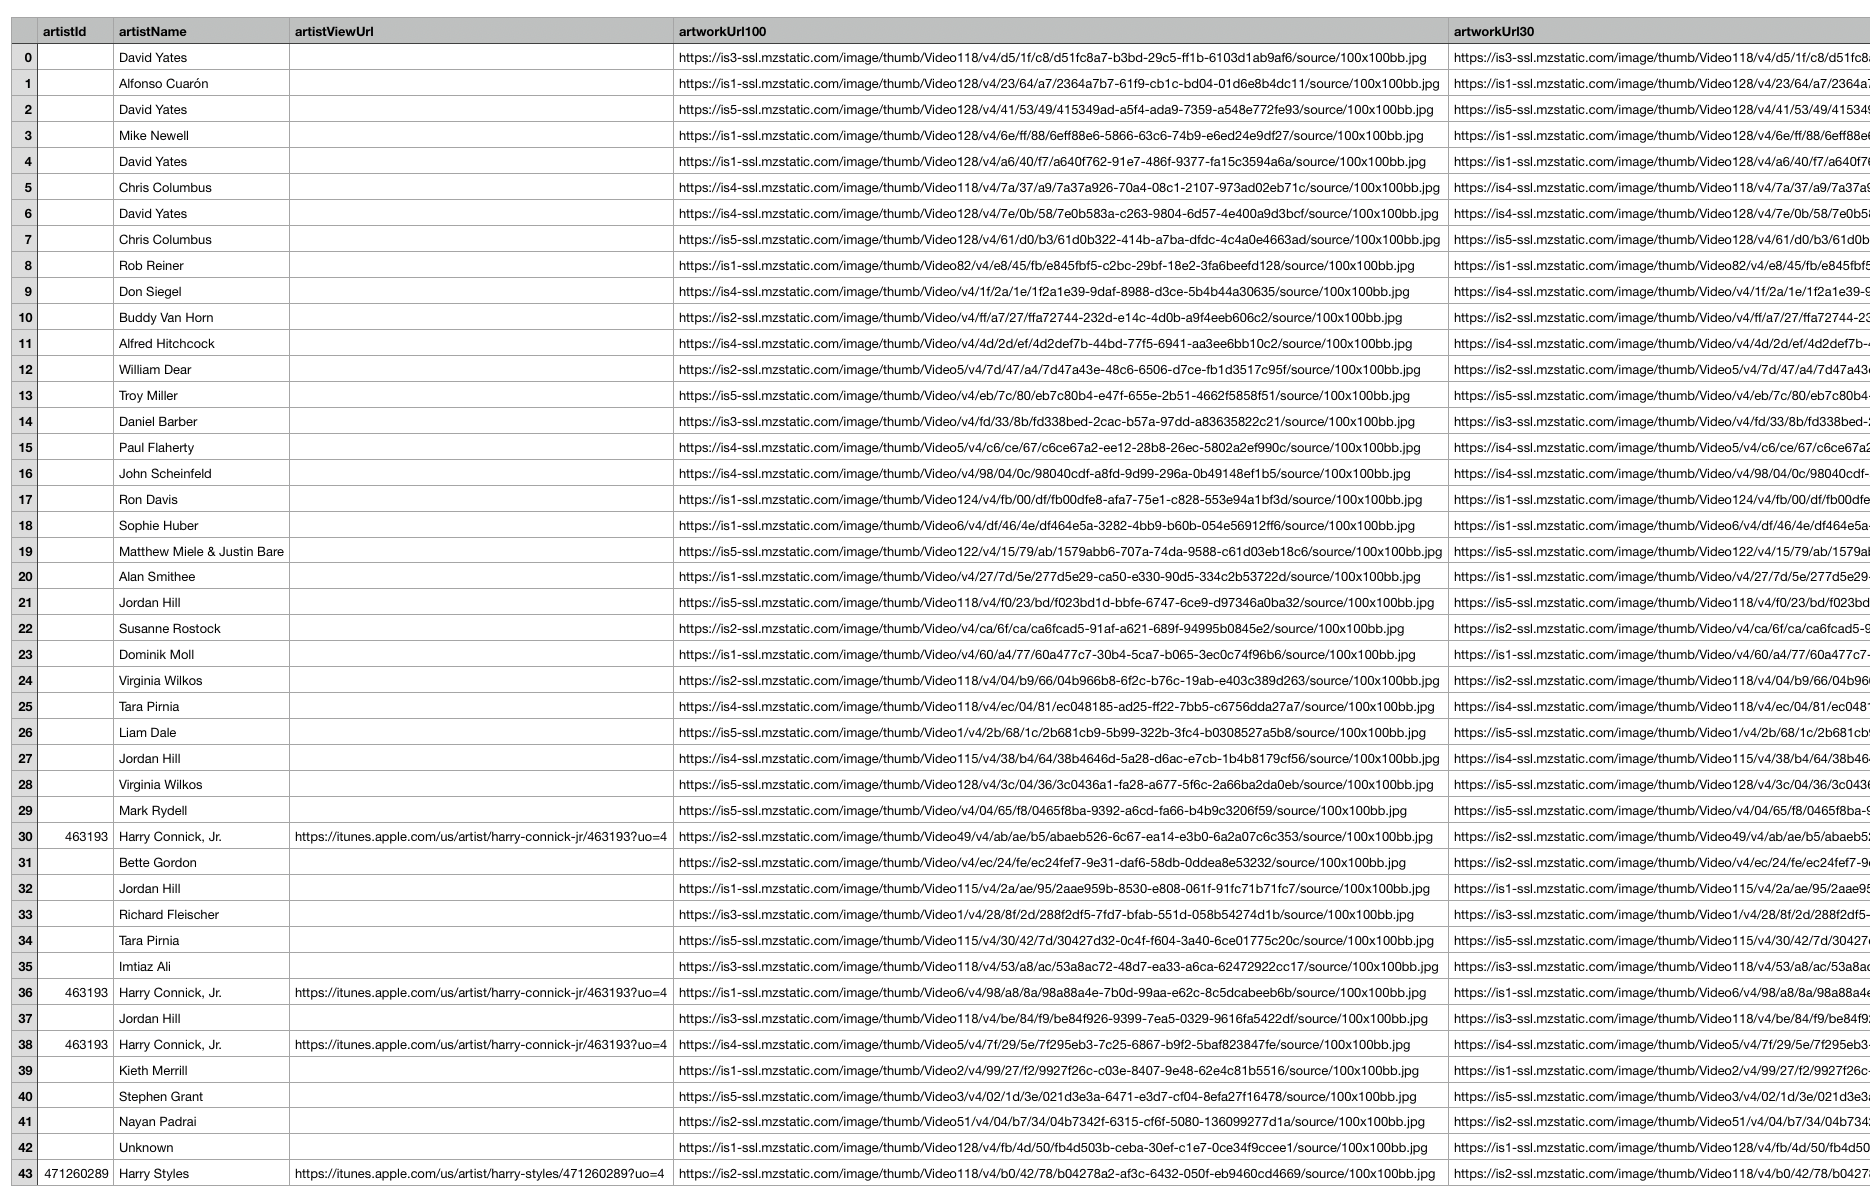 artistId artistName artistViewUrl artworkUrl100 artworkUrl30
0 David Yates https://is3-ssl.mzstatic.com/image/thumb/Video118/v4/d5/1f/c8/d51fc8a7-b3bd-29c5-ff1b-6103d1ab9af6/source/100x100bb.jpg https://is3-ssl.mzstatic.com/image/thumb/Video118/v4/d5/1f/c8/d51fc8
1 Alfonso Cuarón https://is1-ssl.mzstatic.com/image/thumb/Video128/v4/23/64/a7/2364a7b7-61f9-cb1c-bd04-01d6e8b4dc11/source/100x100bb.jpg https://is1-ssl.mzstatic.com/image/thumb/Video128/v4/23/64/a7/2364a7
2 David Yates https://is5-ssl.mzstatic.com/image/thumb/Video128/v4/41/53/49/415349ad-a5f4-ada9-7359-a548e772fe93/source/100x100bb.jpg https://is5-ssl.mzstatic.com/image/thumb/Video128/v4/41/53/49/415349
3 Mike Newell https://is1-ssl.mzstatic.com/image/thumb/Video128/v4/6e/ff/88/6eff88e6-5866-63c6-74b9-e6ed24e9df27/source/100x100bb.jpg https://is1-ssl.mzstatic.com/image/thumb/Video128/v4/6e/ff/88/6eff88e6
4 David Yates https://is1-ssl.mzstatic.com/image/thumb/Video128/v4/a6/40/f7/a640f762-91e7-486f-9377-fa15c3594a6a/source/100x100bb.jpg https://is1-ssl.mzstatic.com/image/thumb/Video128/v4/a6/40/f7/a640f76
5 Chris Columbus https://is4-ssl.mzstatic.com/image/thumb/Video118/v4/7a/37/a9/7a37a926-70a4-08c1-2107-973ad02eb71c/source/100x100bb.jpg https://is4-ssl.mzstatic.com/image/thumb/Video118/v4/7a/37/a9/7a37a9
6 David Yates https://is4-ssl.mzstatic.com/image/thumb/Video128/v4/7e/0b/58/7e0b583a-c263-9804-6d57-4e400a9d3bcf/source/100x100bb.jpg https://is4-ssl.mzstatic.com/image/thumb/Video128/v4/7e/0b/58/7e0b58
7 Chris Columbus https://is5-ssl.mzstatic.com/image/thumb/Video128/v4/61/d0/b3/61d0b322-414b-a7ba-dfdc-4c4a0e4663ad/source/100x100bb.jpg https://is5-ssl.mzstatic.com/image/thumb/Video128/v4/61/d0/b3/61d0b
8 Rob Reiner https://is1-ssl.mzstatic.com/image/thumb/Video82/v4/e8/45/fb/e845fbf5-c2bc-29bf-18e2-3fa6beefd128/source/100x100bb.jpg https://is1-ssl.mzstatic.com/image/thumb/Video82/v4/e8/45/fb/e845fbf5
9 Don Siegel https://is4-ssl.mzstatic.com/image/thumb/Video/v4/1f/2a/1e/1f2a1e39-9daf-8988-d3ce-5b4b44a30635/source/100x100bb.jpg https://is4-ssl.mzstatic.com/image/thumb/Video/v4/1f/2a/1e/1f2a1e39-9
10 Buddy Van Horn https://is2-ssl.mzstatic.com/image/thumb/Video/v4/ff/a7/27/ffa72744-232d-e14c-4d0b-a9f4eeb606c2/source/100x100bb.jpg https://is2-ssl.mzstatic.com/image/thumb/Video/v4/ff/a7/27/ffa72744-23
11 Alfred Hitchcock https://is4-ssl.mzstatic.com/image/thumb/Video/v4/4d/2d/ef/4d2def7b-44bd-77f5-6941-aa3ee6bb10c2/source/100x100bb.jpg https://is4-ssl.mzstatic.com/image/thumb/Video/v4/4d/2d/ef/4d2def7b-
12 William Dear https://is2-ssl.mzstatic.com/image/thumb/Video5/v4/7d/47/a4/7d47a43e-48c6-6506-d7ce-fb1d3517c95f/source/100x100bb.jpg https://is2-ssl.mzstatic.com/image/thumb/Video5/v4/7d/47/a4/7d47a43
13 Troy Miller https://is5-ssl.mzstatic.com/image/thumb/Video/v4/eb/7c/80/eb7c80b4-e47f-655e-2b51-4662f5858f51/source/100x100bb.jpg https://is5-ssl.mzstatic.com/image/thumb/Video/v4/eb/7c/80/eb7c80b4-
14 Daniel Barber https://is3-ssl.mzstatic.com/image/thumb/Video/v4/fd/33/8b/fd338bed-2cac-b57a-97dd-a83635822c21/source/100x100bb.jpg https://is3-ssl.mzstatic.com/image/thumb/Video/v4/fd/33/8b/fd338bed-2
15 Paul Flaherty https://is4-ssl.mzstatic.com/image/thumb/Video5/v4/c6/ce/67/c6ce67a2-ee12-28b8-26ec-5802a2ef990c/source/100x100bb.jpg https://is4-ssl.mzstatic.com/image/thumb/Video5/v4/c6/ce/67/c6ce67a2
16 John Scheinfeld https://is4-ssl.mzstatic.com/image/thumb/Video/v4/98/04/0c/98040cdf-a8fd-9d99-296a-0b49148ef1b5/source/100x100bb.jpg https://is4-ssl.mzstatic.com/image/thumb/Video/v4/98/04/0c/98040cdf-
17 Ron Davis https://is1-ssl.mzstatic.com/image/thumb/Video124/v4/fb/00/df/fb00dfe8-afa7-75e1-c828-553e94a1bf3d/source/100x100bb.jpg https://is1-ssl.mzstatic.com/image/thumb/Video124/v4/fb/00/df/fb00dfe
18 Sophie Huber https://is1-ssl.mzstatic.com/image/thumb/Video6/v4/df/46/4e/df464e5a-3282-4bb9-b60b-054e56912ff6/source/100x100bb.jpg https://is1-ssl.mzstatic.com/image/thumb/Video6/v4/df/46/4e/df464e5a-
19 Matthew Miele & Justin Bare https://is5-ssl.mzstatic.com/image/thumb/Video122/v4/15/79/ab/1579abb6-707a-74da-9588-c61d03eb18c6/source/100x100bb.jpg https://is5-ssl.mzstatic.com/image/thumb/Video122/v4/15/79/ab/1579ab
20 Alan Smithee https://is1-ssl.mzstatic.com/image/thumb/Video/v4/27/7d/5e/277d5e29-ca50-e330-90d5-334c2b53722d/source/100x100bb.jpg https://is1-ssl.mzstatic.com/image/thumb/Video/v4/27/7d/5e/277d5e29-
21 Jordan Hill https://is5-ssl.mzstatic.com/image/thumb/Video118/v4/f0/23/bd/f023bd1d-bbfe-6747-6ce9-d97346a0ba32/source/100x100bb.jpg https://is5-ssl.mzstatic.com/image/thumb/Video118/v4/f0/23/bd/f023bd
22 Susanne Rostock https://is2-ssl.mzstatic.com/image/thumb/Video/v4/ca/6f/ca/ca6fcad5-91af-a621-689f-94995b0845e2/source/100x100bb.jpg https://is2-ssl.mzstatic.com/image/thumb/Video/v4/ca/6f/ca/ca6fcad5-9
23 Dominik Moll https://is1-ssl.mzstatic.com/image/thumb/Video/v4/60/a4/77/60a477c7-30b4-5ca7-b065-3ec0c74f96b6/source/100x100bb.jpg https://is1-ssl.mzstatic.com/image/thumb/Video/v4/60/a4/77/60a477c7-
24 Virginia Wilkos https://is2-ssl.mzstatic.com/image/thumb/Video118/v4/04/b9/66/04b966b8-6f2c-b76c-19ab-e403c389d263/source/100x100bb.jpg https://is2-ssl.mzstatic.com/image/thumb/Video118/v4/04/b9/66/04b96
25 Tara Pirnia https://is4-ssl.mzstatic.com/image/thumb/Video118/v4/ec/04/81/ec048185-ad25-ff22-7bb5-c6756dda27a7/source/100x100bb.jpg https://is4-ssl.mzstatic.com/image/thumb/Video118/v4/ec/04/81/ec0481
26 Liam Dale https://is5-ssl.mzstatic.com/image/thumb/Video1/v4/2b/68/1c/2b681cb9-5b99-322b-3fc4-b0308527a5b8/source/100x100bb.jpg https://is5-ssl.mzstatic.com/image/thumb/Video1/v4/2b/68/1c/2b681cb
27 Jordan Hill https://is4-ssl.mzstatic.com/image/thumb/Video115/v4/38/b4/64/38b4646d-5a28-d6ac-e7cb-1b4b8179cf56/source/100x100bb.jpg https://is4-ssl.mzstatic.com/image/thumb/Video115/v4/38/b4/64/38b46
28 Virginia Wilkos https://is5-ssl.mzstatic.com/image/thumb/Video128/v4/3c/04/36/3c0436a1-fa28-a677-5f6c-2a66ba2da0eb/source/100x100bb.jpg https://is5-ssl.mzstatic.com/image/thumb/Video128/v4/3c/04/36/3c0436
29 Mark Rydell https://is5-ssl.mzstatic.com/image/thumb/Video/v4/04/65/f8/0465f8ba-9392-a6cd-fa66-b4b9c3206f59/source/100x100bb.jpg https://is5-ssl.mzstatic.com/image/thumb/Video/v4/04/65/f8/0465f8ba-9
30 463193 Harry Connick, Jr. https://itunes.apple.com/us/artist/harry-connick-jr/463193?uo=4 https://is2-ssl.mzstatic.com/image/thumb/Video49/v4/ab/ae/b5/abaeb526-6c67-ea14-e3b0-6a2a07c6c353/source/100x100bb.jpg https://is2-ssl.mzstatic.com/image/thumb/Video49/v4/ab/ae/b5/abaeb5
31 Bette Gordon https://is2-ssl.mzstatic.com/image/thumb/Video/v4/ec/24/fe/ec24fef7-9e31-daf6-58db-0ddea8e53232/source/100x100bb.jpg https://is2-ssl.mzstatic.com/image/thumb/Video/v4/ec/24/fe/ec24fef7-9
32 Jordan Hill https://is1-ssl.mzstatic.com/image/thumb/Video115/v4/2a/ae/95/2aae959b-8530-e808-061f-91fc71b71fc7/source/100x100bb.jpg https://is1-ssl.mzstatic.com/image/thumb/Video115/v4/2a/ae/95/2aae95
33 Richard Fleischer https://is3-ssl.mzstatic.com/image/thumb/Video1/v4/28/8f/2d/288f2df5-7fd7-bfab-551d-058b54274d1b/source/100x100bb.jpg https://is3-ssl.mzstatic.com/image/thumb/Video1/v4/28/8f/2d/288f2df5-
34 Tara Pirnia https://is5-ssl.mzstatic.com/image/thumb/Video115/v4/30/42/7d/30427d32-0c4f-f604-3a40-6ce01775c20c/source/100x100bb.jpg https://is5-ssl.mzstatic.com/image/thumb/Video115/v4/30/42/7d/30427
35 Imtiaz Ali https://is3-ssl.mzstatic.com/image/thumb/Video118/v4/53/a8/ac/53a8ac72-48d7-ea33-a6ca-62472922cc17/source/100x100bb.jpg https://is3-ssl.mzstatic.com/image/thumb/Video118/v4/53/a8/ac/53a8ac
36 463193 Harry Connick, Jr. https://itunes.apple.com/us/artist/harry-connick-jr/463193?uo=4 https://is1-ssl.mzstatic.com/image/thumb/Video6/v4/98/a8/8a/98a88a4e-7b0d-99aa-e62c-8c5dcabeeb6b/source/100x100bb.jpg https://is1-ssl.mzstatic.com/image/thumb/Video6/v4/98/a8/8a/98a88a4e
37 Jordan Hill https://is3-ssl.mzstatic.com/image/thumb/Video118/v4/be/84/f9/be84f926-9399-7ea5-0329-9616fa5422df/source/100x100bb.jpg https://is3-ssl.mzstatic.com/image/thumb/Video118/v4/be/84/f9/be84f9
38 463193 Harry Connick, Jr. https://itunes.apple.com/us/artist/harry-connick-jr/463193?uo=4 https://is4-ssl.mzstatic.com/image/thumb/Video5/v4/7f/29/5e/7f295eb3-7c25-6867-b9f2-5baf823847fe/source/100x100bb.jpg https://is4-ssl.mzstatic.com/image/thumb/Video5/v4/7f/29/5e/7f295eb3-
39 Kieth Merrill https://is1-ssl.mzstatic.com/image/thumb/Video2/v4/99/27/f2/9927f26c-c03e-8407-9e48-62e4c81b5516/source/100x100bb.jpg https://is1-ssl.mzstatic.com/image/thumb/Video2/v4/99/27/f2/9927f26c-
40 Stephen Grant https://is5-ssl.mzstatic.com/image/thumb/Video3/v4/02/1d/3e/021d3e3a-6471-e3d7-cf04-8efa27f16478/source/100x100bb.jpg https://is5-ssl.mzstatic.com/image/thumb/Video3/v4/02/1d/3e/021d3e3
41 Nayan Padrai https://is2-ssl.mzstatic.com/image/thumb/Video51/v4/04/b7/34/04b7342f-6315-cf6f-5080-136099277d1a/source/100x100bb.jpg https://is2-ssl.mzstatic.com/image/thumb/Video51/v4/04/b7/34/04b734
42 Unknown https://is1-ssl.mzstatic.com/image/thumb/Video128/v4/fb/4d/50/fb4d503b-ceba-30ef-c1e7-0ce34f9ccee1/source/100x100bb.jpg https://is1-ssl.mzstatic.com/image/thumb/Video128/v4/fb/4d/50/fb4d50
43 471260289 Harry Styles https://itunes.apple.com/us/artist/harry-styles/471260289?uo=4 https://is2-ssl.mzstatic.com/image/thumb/Video118/v4/b0/42/78/b04278a2-af3c-6432-050f-eb9460cd4669/source/100x100bb.jpg https://is2-ssl.mzstatic.com/image/thumb/Video118/v4/b0/42/78/b0427